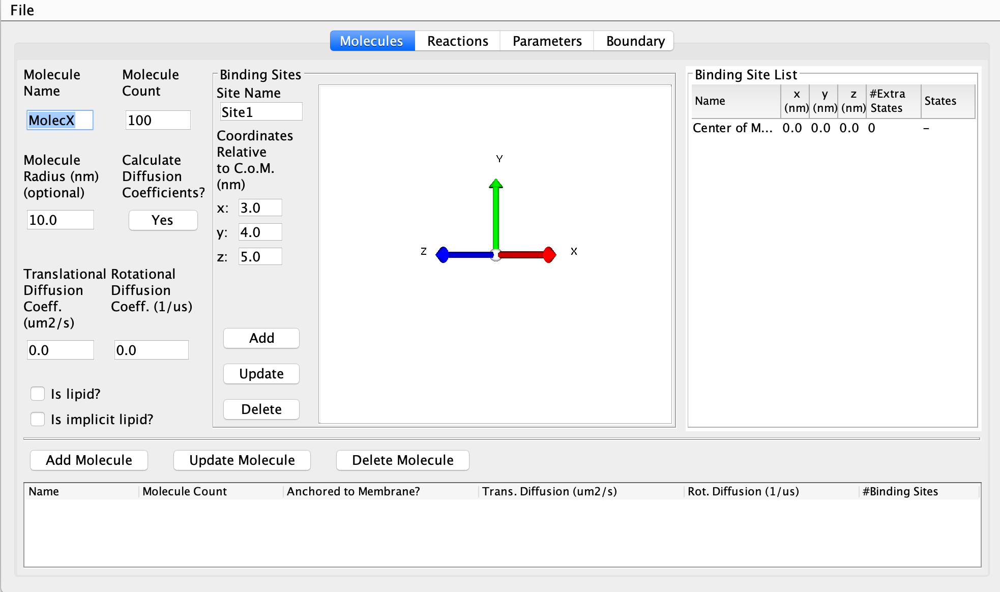 File
Molecules Reactions Parameters Boundary
Molecule
Name
Molecule
Count
MolecX
100
Molecule
Radius (nm)
(optional)
Calculate
Diffusion
Coefficients?
10.0
Yes
Translational
Diffusion
Coeff.
(um2/s)
Rotational
Diffusion
Coeff. (1/us)
0.0
0.0
Is lipid?
Is implicit lipid?
Binding Sites
Site Name
Site1
Coordinates
Relative
to C.o.M.
(nm)
x: 3.0
y: 4.0
z: 5.0
Add
Update
Delete
Y
Z
X
Binding Site List
Name x (nm) y (nm) z (nm) #Extra States States
Center of M... 0.0 0.0 0.0 0 –
Add Molecule Update Molecule Delete Molecule
Name Molecule Count Anchored to Membrane? Trans. Diffusion (um2/s) Rot. Diffusion (1/us) #Binding Sites